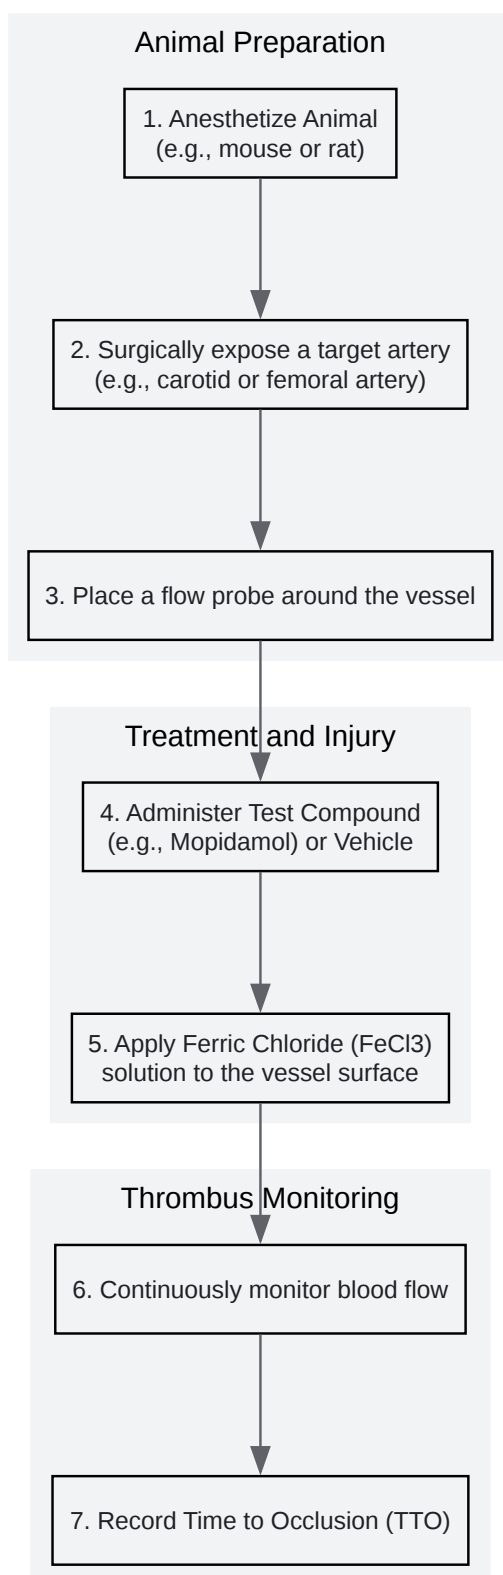 Animal Preparation
1. Anesthetize Animal
(e.g., mouse or rat)
2. Surgically expose a target artery
(e.g., carotid or femoral artery)
3. Place a flow probe around the vessel
Treatment and Injury
4. Administer Test Compound
(e.g., Mopidamol) or Vehicle
5. Apply Ferric Chloride (FeCl3)
solution to the vessel surface
Thrombus Monitoring
6. Continuously monitor blood flow
7. Record Time to Occlusion (TTO)